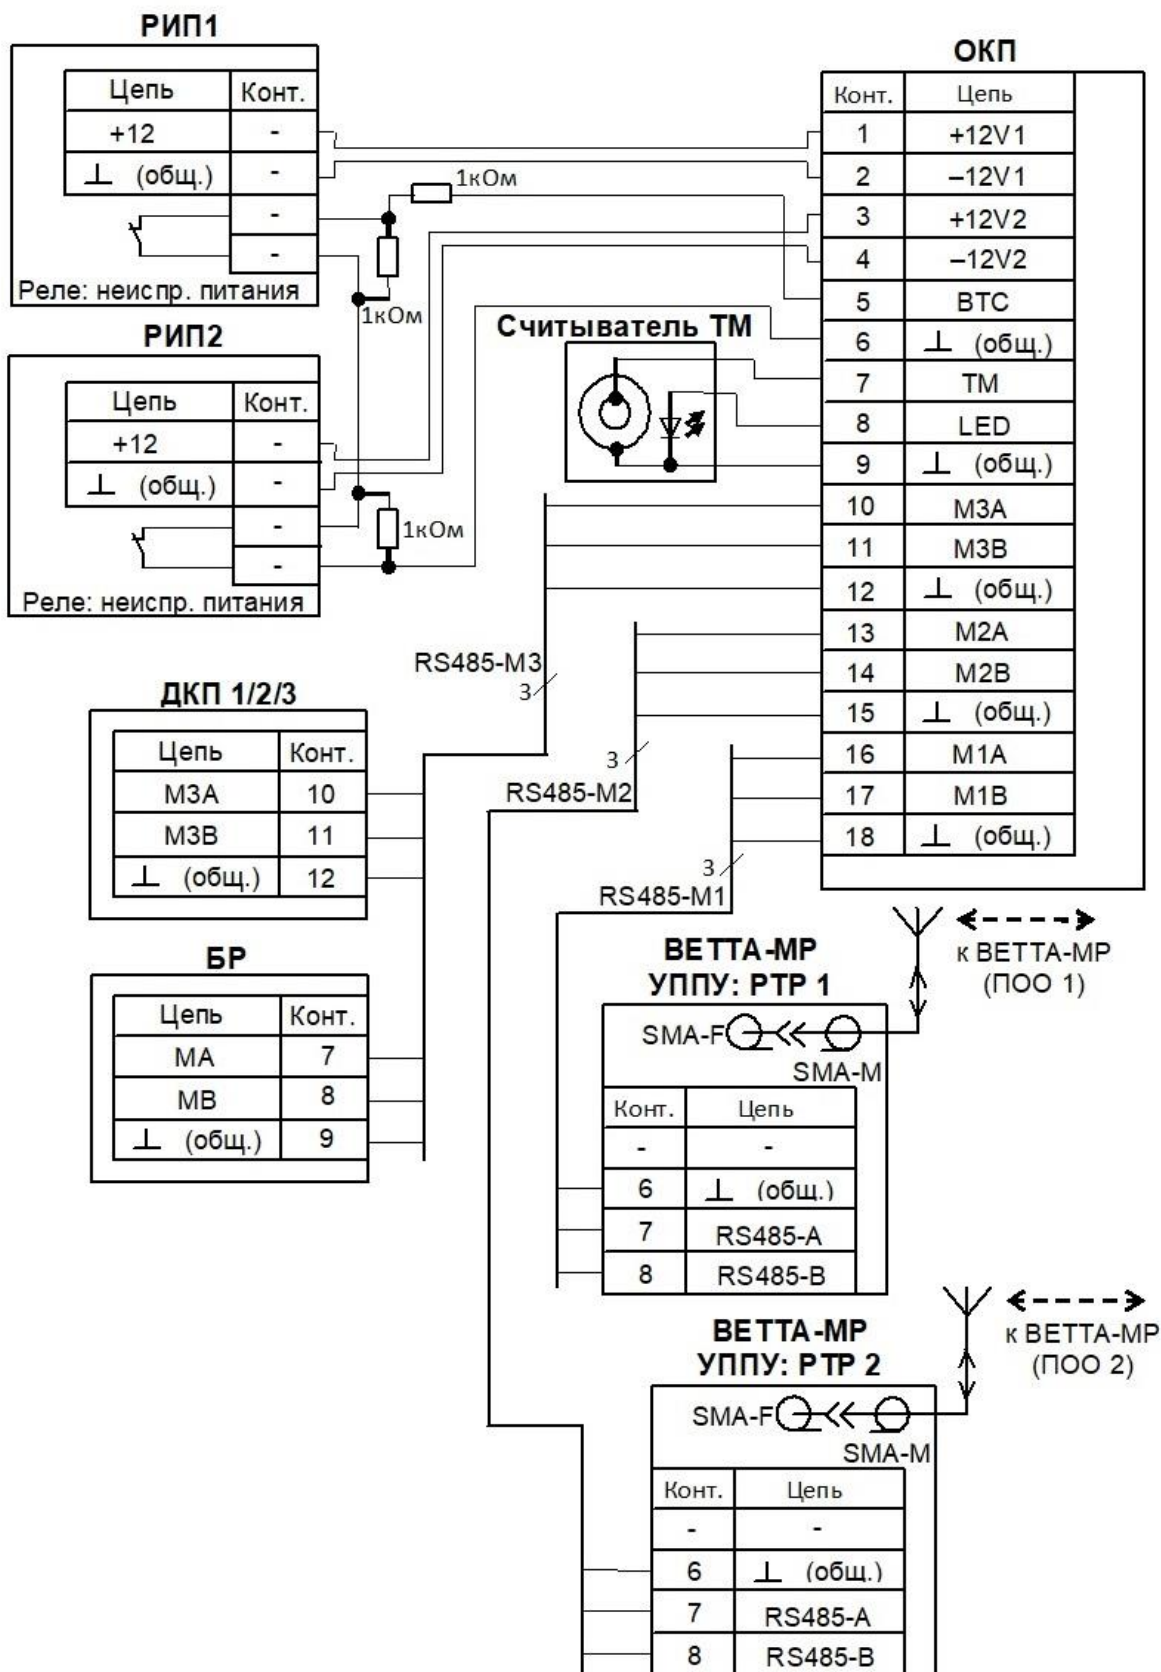 РИП1
Цепь Конт.
+12 -
⊥ (общ.) -
-
-
Реле: неиспр. питания
1кОм
1кОм
РИП2
Цепь Конт.
+12 -
⊥ (общ.) -
-
-
Реле: неиспр. питания
1кОм
Считыватель ТМ
ОКП
Конт. Цепь
1 +12V1
2 –12V1
3 +12V2
4 –12V2
5 ВТС
6 ⊥ (общ.)
7 ТМ
8 LED
9 ⊥ (общ.)
10 М3А
11 М3В
12 ⊥ (общ.)
13 М2А
14 М2В
15 ⊥ (общ.)
16 М1А
17 М1В
18 ⊥ (общ.)
RS485-М3
3
3
RS485-М2
3
RS485-М1
ДКП 1/2/3
Цепь Конт.
М3А 10
М3В 11
⊥ (общ.) 12
БР
Цепь Конт.
МА 7
МВ 8
⊥ (общ.) 9
ВЕТТА-МР
УППУ: РТР 1
SMA-F
SMA-M
к ВЕТТА-МР
(ПОО 1)
Конт. Цепь
- -
6 ⊥ (общ.)
7 RS485-A
8 RS485-B
ВЕТТА-МР
УППУ: РТР 2
SMA-F
SMA-M
к ВЕТТА-МР
(ПОО 2)
Конт. Цепь
- -
6 ⊥ (общ.)
7 RS485-A
8 RS485-B